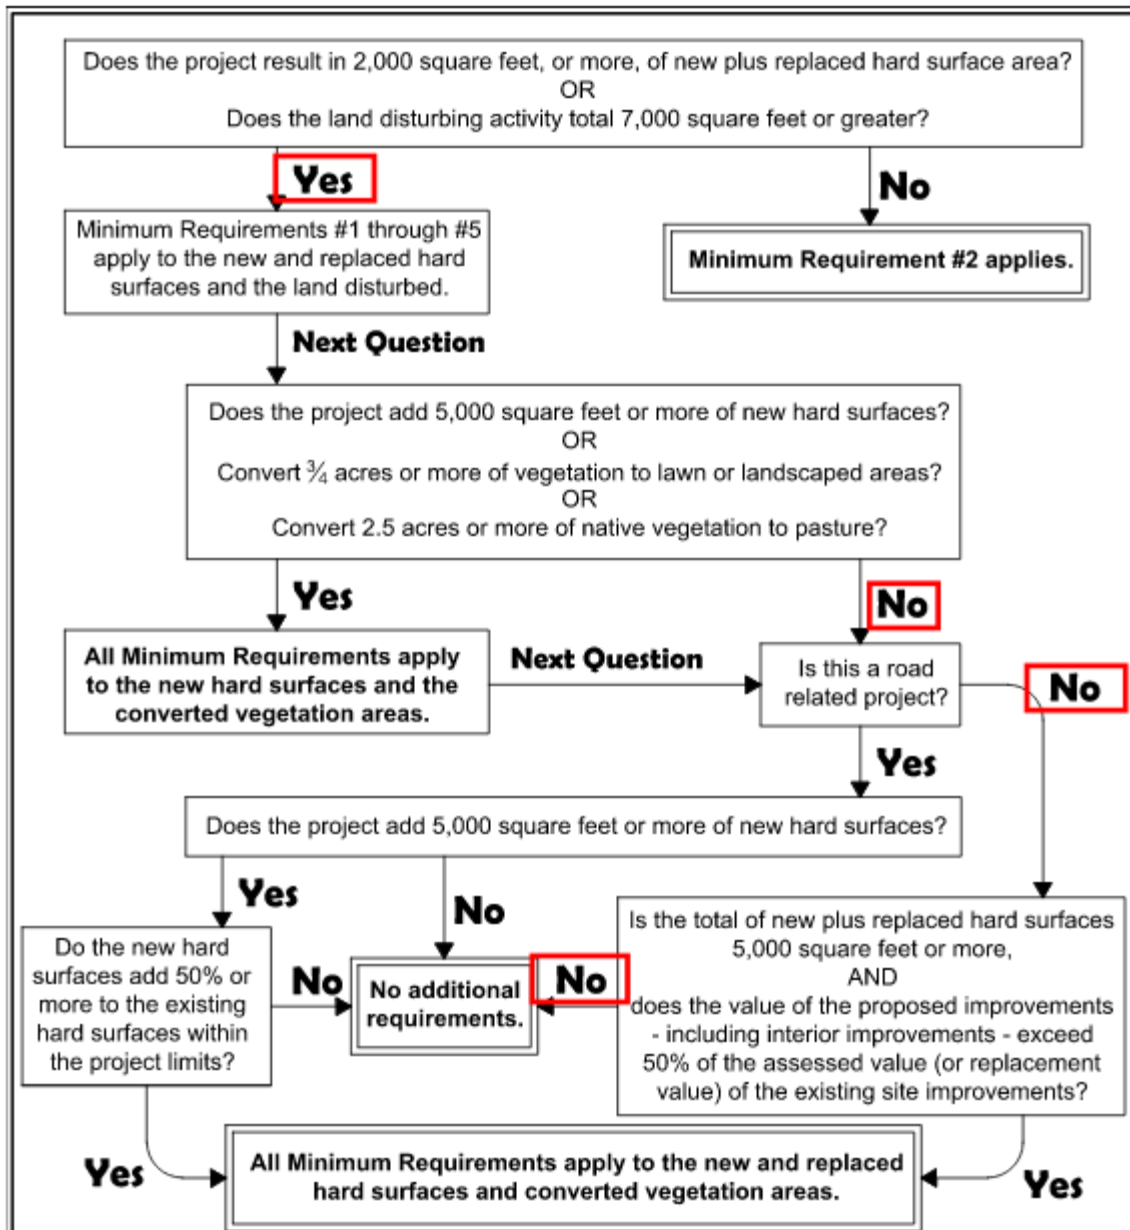 Does the project result in 2,000 square feet, or more, of new plus replaced hard surface area?
OR
Does the land disturbing activity total 7,000 square feet or greater?
Yes
No
Minimum Requirements #1 through #5
apply to the new and replaced hard
surfaces and the land disturbed.
Minimum Requirement #2 applies.
Next Question
Does the project add 5,000 square feet or more of new hard surfaces?
OR
Convert ¾ acres or more of vegetation to lawn or landscaped areas?
OR
Convert 2.5 acres or more of native vegetation to pasture?
Yes
No
All Minimum Requirements apply
to the new hard surfaces and the
converted vegetation areas.
Next Question
Is this a road
related project?
No
Yes
Does the project add 5,000 square feet or more of new hard surfaces?
Yes
No
Do the new hard
surfaces add 50% or
more to the existing
hard surfaces within
the project limits?
No
No additional
requirements.
No
Is the total of new plus replaced hard surfaces
5,000 square feet or more,
AND
does the value of the proposed improvements
- including interior improvements - exceed
50% of the assessed value (or replacement
value) of the existing site improvements?
Yes
All Minimum Requirements apply to the new and replaced
hard surfaces and converted vegetation areas.
Yes